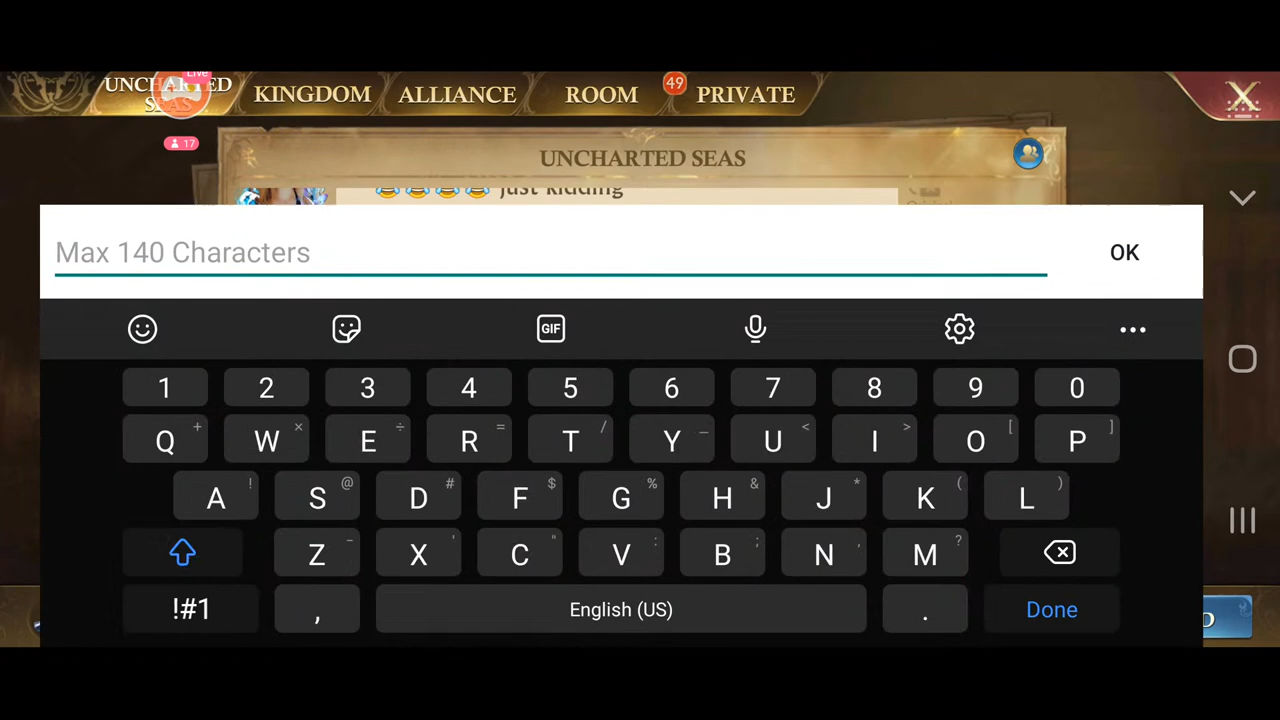 Live
UNCHARTED SEAS
KINGDOM
ALLIANCE
ROOM
49
PRIVATE
X
17
UNCHARTED SEAS
just kidding
Max 140 Characters
OK
GIF
1 2 3 4 5 6 7 8 9 0
Q + W × E ÷ R = T / Y _ U < I > O [ P ]
A ! S @ D # F $ G % H & J * K ( L )
Z - X ' C " V : B ; N , M ?
!#1 , English (US) . Done
D